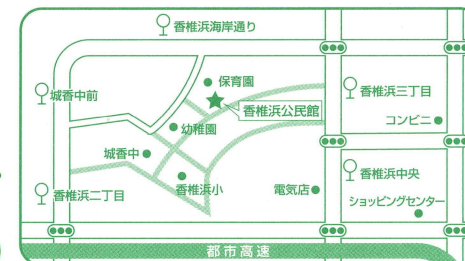 香椎浜海岸通り
保育園
城香中前
香椎浜三丁目
香椎浜公民館
コンビニ
幼稚園
城香中
香椎浜中央
香椎浜二丁目
香椎浜小
電気店
ショッピングセンター
都市高速